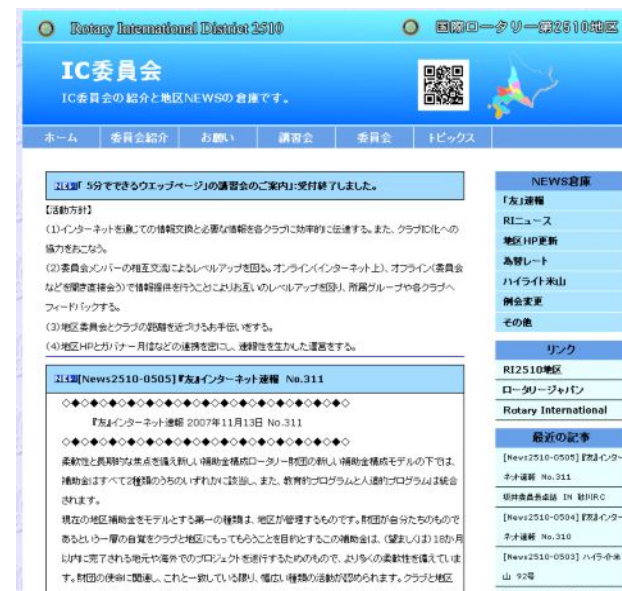 Rotary International District 2510
国際ロータリー第2510地区
IC委員会
IC委員会の紹介と地区NEWSの倉庫です。
ホーム 委員会紹介 お願い 講習会 委員会 トピックス
「5分でできるウエッブページ」の講習会のご案内」:受付終了しました。
【活動方針】
(1)インターネットを通じての情報交換と必要な情報を各クラブに効率的に伝達する。また、クラブIC化への
協力をおこなう。
(2)委員会メンバーの相互交流によるレベルアップを図る。オンライン(インターネット上)、オフライン(委員会
などを開き直接会う)で情報提供を行うことによりお互いのレベルアップを図り、所属グループや各クラブへ
フィードバックする。
(3)地区委員会とクラブの距離を近づけるお手伝いをする。
(4)地区HPとガバナー月信などの連携を密にし、速報性を生かした運営をする。
[News2510-0505]『友』インターネット速報 No.311
◇◆◇◆◇◆◇◆◇◆◇◆◇◆◇◆◇◆◇◆◇◆◇◆◇
『友』インターネット速報 2007年11月13日 No.311
◇◆◇◆◇◆◇◆◇◆◇◆◇◆◇◆◇◆◇◆◇◆◇◆◇
柔軟性と長期的な焦点を備え新しい補助金構成ロータリー財団の新しい補助金構成モデルの下では、
補助金はすべて2種類のうちのいずれかに該当し、また、教育的プログラムと人道的プログラムは統合
されます。
現在の地区補助金をモデルとする第一の種類は、地区が管理するものです。財団が自分たちのもので
あるという一層の自覚をクラブと地区にもってもらうことを目的とするこの補助金は、(望ましくは)18か月
以内に完了される地元や海外でのプロジェクトを遂行するためのもので、より多くの柔軟性を備えていま
す。財団の使命に関連し、これと一致している限り、幅広い種類の活動が認められます。クラブと地区
NEWS倉庫
「友」速報
RIニュース
地区HP更新
為替レート
ハイライト米山
例会変更
その他
リンク
RI2510地区
ロータリージャパン
Rotary International
最近の記事
[News2510-0505]『友』インター
ネット速報 No.311
委員長卓話 IN
[News2510-0504]『友』インター
ネット速報 No.310
[News2510-0503] ハイライト米
山 92号